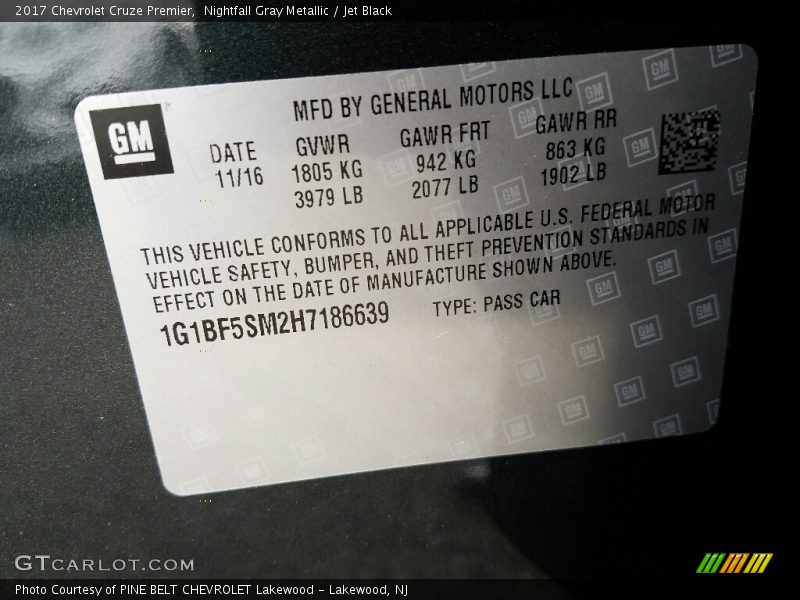 2017 Chevrolet Cruze Premier, Nightfall Gray Metallic / Jet Black
GM
MFD BY GENERAL MOTORS LLC
DATE GVWR GAWR FRT GAWR RR
11/16 1805 KG 942 KG 863 KG
3979 LB 2077 LB 1902 LB
THIS VEHICLE CONFORMS TO ALL APPLICABLE U.S. FEDERAL MOTOR
VEHICLE SAFETY, BUMPER, AND THEFT PREVENTION STANDARDS IN
EFFECT ON THE DATE OF MANUFACTURE SHOWN ABOVE.
1G1BF5SM2H7186639 TYPE: PASS CAR
GTCARLOT.COM
Photo Courtesy of PINE BELT CHEVROLET Lakewood - Lakewood, NJ